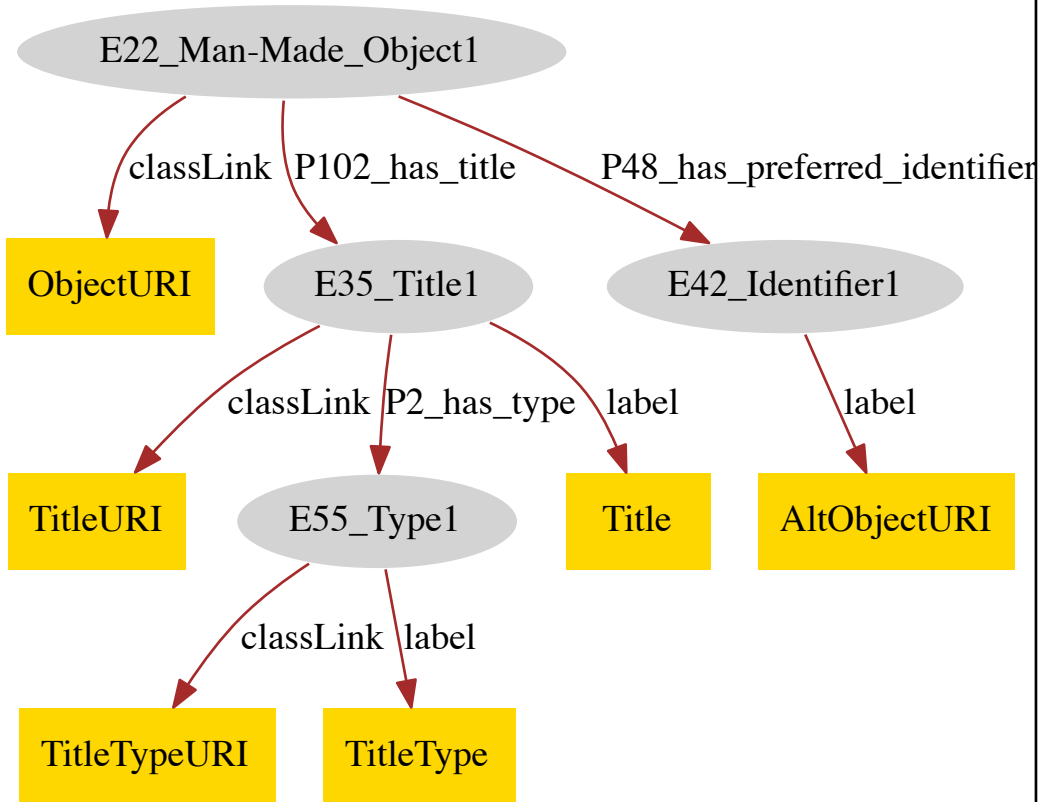 E22_Man-Made_Object1
classLink P102_has_title P48_has_preferred_identifier
ObjectURI E35_Title1 E42_Identifier1
classLink P2_has_type label label
TitleURI E55_Type1 Title AltObjectURI
classLink label
TitleTypeURI TitleType